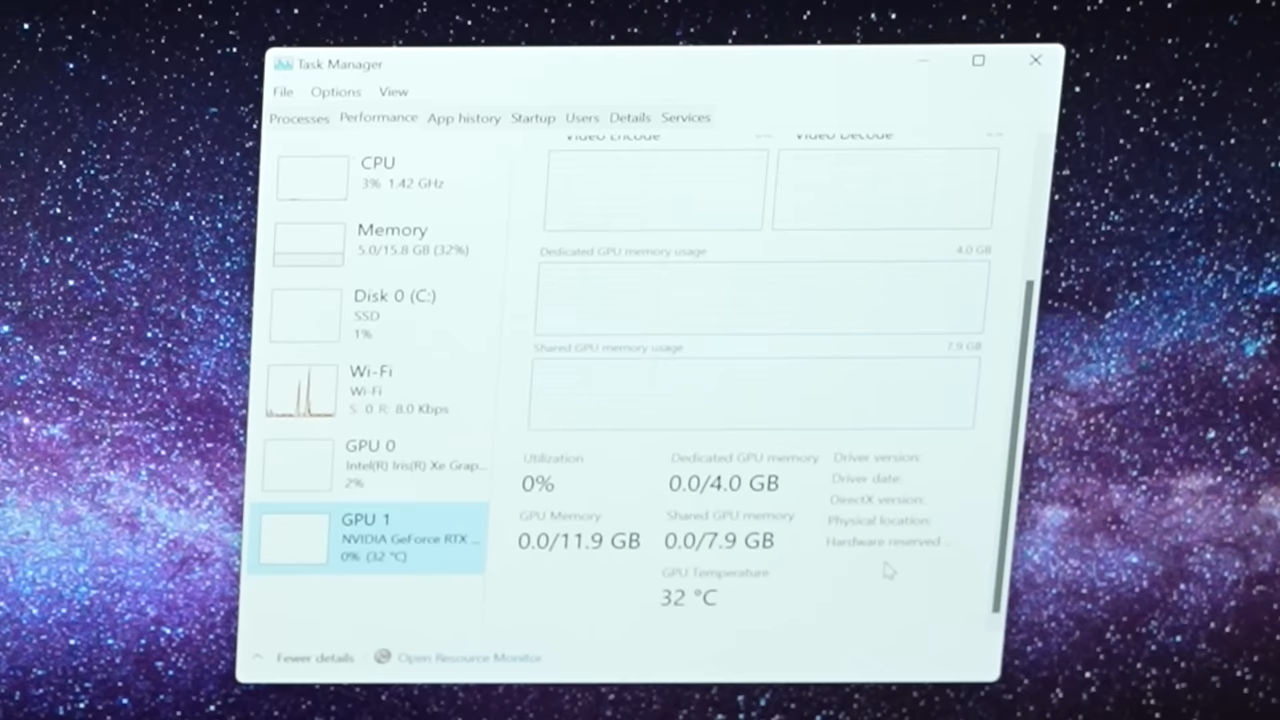 Task Manager
File Options View
Processes Performance App history Startup Users Details Services
Video Encode Video Decode
CPU
3% 1.42 GHz
Memory
5.0/15.8 GB (32%)
Disk 0 (C:)
SSD
1%
Wi-Fi
Wi-Fi
S: 0 R: 8.0 Kbps
GPU 0
Intel(R) Iris(R) Xe Grap...
2%
GPU 1
NVIDIA GeForce RTX ...
0% (32 °C)
Dedicated GPU memory usage 4.0 GB
Shared GPU memory usage 7.9 GB
Utilization
0%
Dedicated GPU memory
0.0/4.0 GB
GPU Memory
0.0/11.9 GB
Shared GPU memory
0.0/7.9 GB
GPU Temperature
32 °C
Driver version:
Driver date:
DirectX version:
Physical location:
Hardware reserved ...
Fewer details Open Resource Monitor